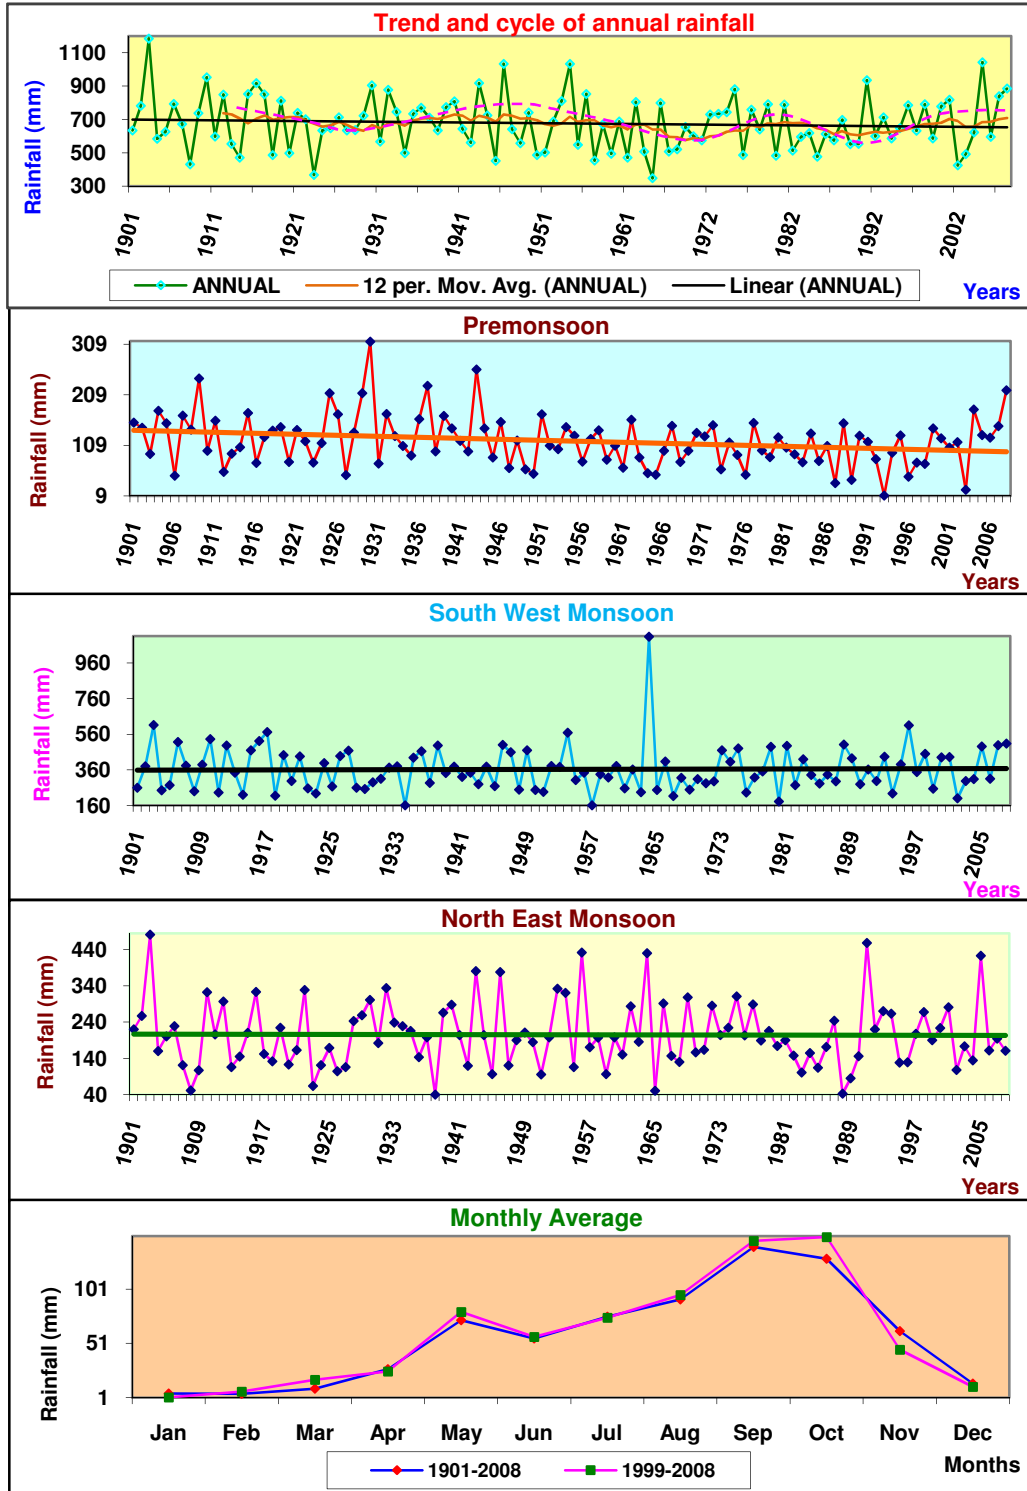 Trend and cycle of annual rainfall
Rainfall (mm)
1100
900
700
500
300
1901 1911 1921 1931 1941 1951 1961 1972 1982 1992 2002
ANNUAL 12 per. Mov. Avg. (ANNUAL) Linear (ANNUAL)
Years
Premonsoon
Rainfall (mm)
309
209
109
9
1901 1906 1911 1916 1921 1926 1931 1936 1941 1946 1951 1956 1961 1966 1971 1976 1981 1986 1991 1996 2001 2006
Years
South West Monsoon
Rainfall (mm)
960
760
560
360
160
1901 1909 1917 1925 1933 1941 1949 1957 1965 1973 1981 1989 1997 2005
Years
North East Monsoon
Rainfall (mm)
440
340
240
140
40
1901 1909 1917 1925 1933 1941 1949 1957 1965 1973 1981 1989 1997 2005
Years
Monthly Average
Rainfall (mm)
101
51
1
Jan Feb Mar Apr May Jun Jul Aug Sep Oct Nov Dec
Months
1901-2008 1999-2008